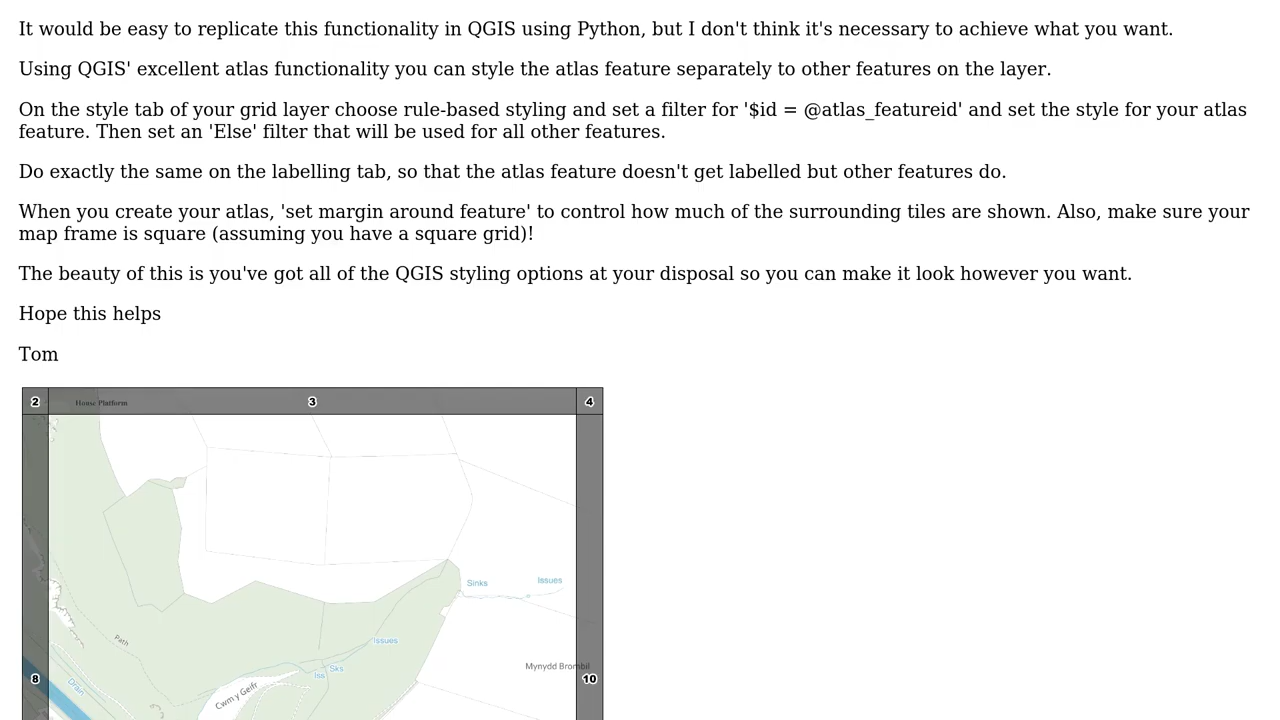 It would be easy to replicate this functionality in QGIS using Python, but I don't think it's necessary to achieve what you want.
Using QGIS' excellent atlas functionality you can style the atlas feature separately to other features on the layer.
On the style tab of your grid layer choose rule-based styling and set a filter for '$id = @atlas_featureid' and set the style for your atlas
feature. Then set an 'Else' filter that will be used for all other features.
Do exactly the same on the labelling tab, so that the atlas feature doesn't get labelled but other features do.
When you create your atlas, 'set margin around feature' to control how much of the surrounding tiles are shown. Also, make sure your
map frame is square (assuming you have a square grid)!
The beauty of this is you've got all of the QGIS styling options at your disposal so you can make it look however you want.
Hope this helps
Tom
2 House Platform 3 4
Sinks Issues
Path
Issues
Mynydd Brombil
Iss Sks
8 Drain 10
Cwm y Geifr